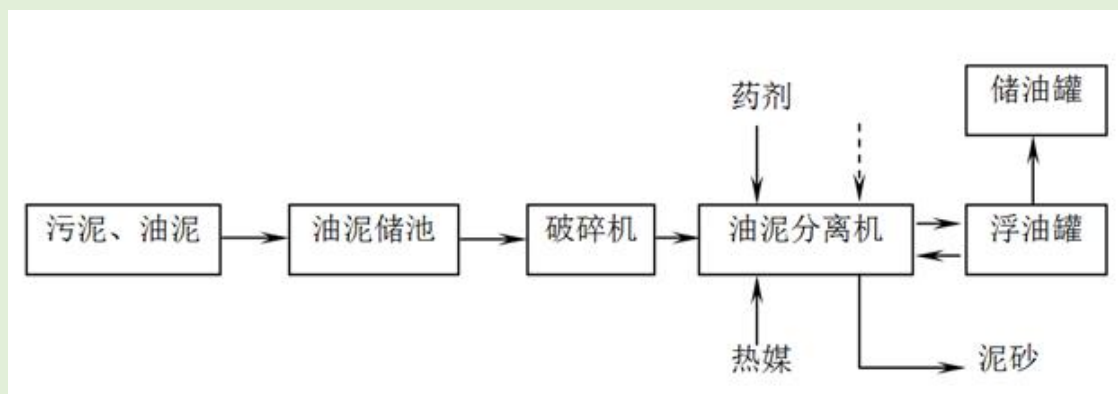 储油罐
药剂
污泥、油泥
油泥储池
破碎机
油泥分离机
浮油罐
热媒
泥砂